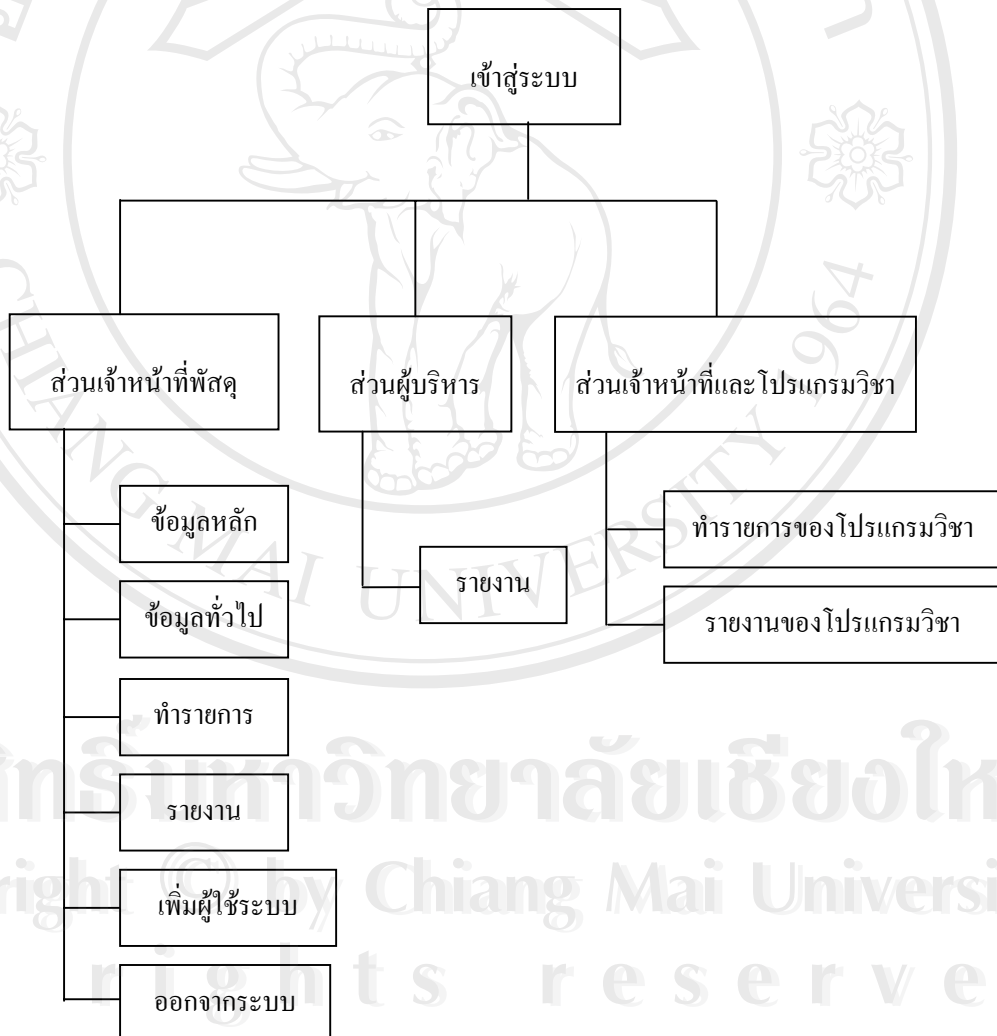 เข้าสู่ระบบ
ส่วนเจ้าหน้าที่พัสดุ
ส่วนผู้บริหาร
ส่วนเจ้าหน้าที่และโปรแกรมวิชา
ข้อมูลหลัก
ข้อมูลทั่วไป
ทำรายการ
รายงาน
เพิ่มผู้ใช้ระบบ
ออกจากระบบ
รายงาน
ทำรายการของโปรแกรมวิชา
รายงานของโปรแกรมวิชา
CHIANG MAI UNIVERSITY 1964
© by Chiang Mai
rights